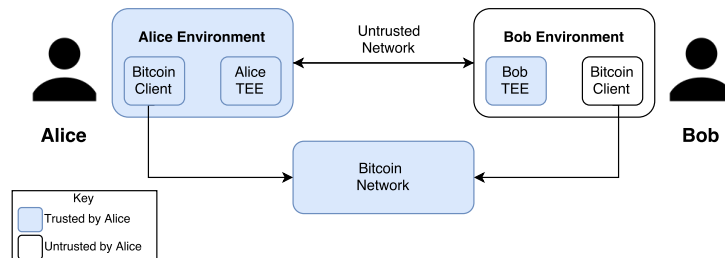 Alice Environment
Bitcoin
Client
Alice
TEE
Untrusted
Network
Bob Environment
Bob
TEE
Bitcoin
Client
Alice
Bob
Bitcoin
Network
Key
Trusted by Alice
Untrusted by Alice